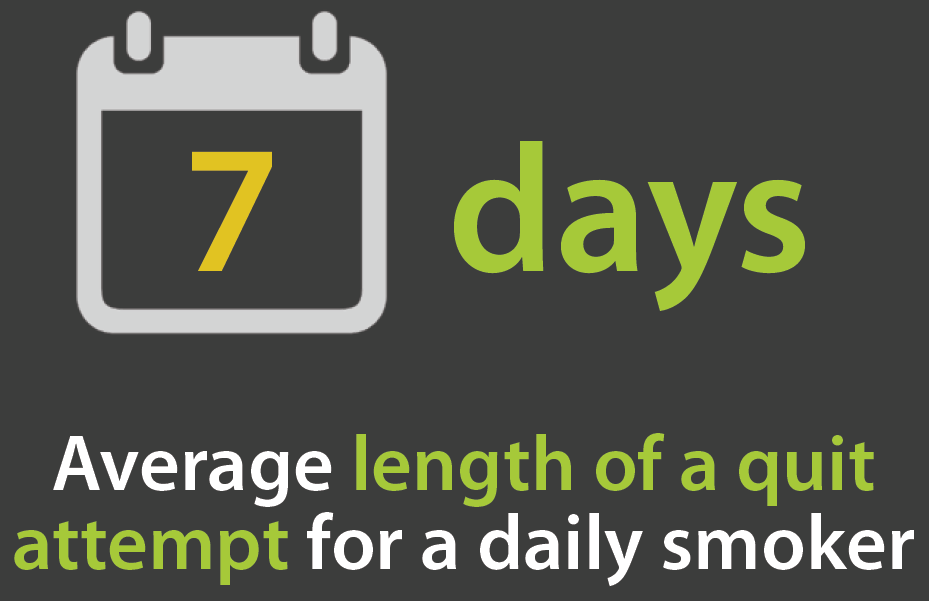 7 days
Average length of a quit
attempt for a daily smoker